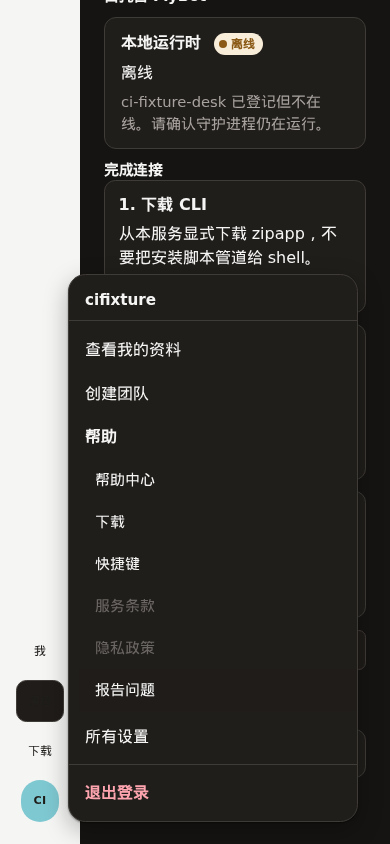 本地运行时
离线
离线
ci-fixture-desk 已登记但不在
线。请确认守护进程仍在运行。
完成连接
1. 下载 CLI
从本服务显式下载 zipapp，不
要把安装脚本管道给 shell。
cifixture
查看我的资料
创建团队
帮助
帮助中心
下载
快捷键
服务条款
隐私政策
报告问题
所有设置
退出登录
我
下载
CI